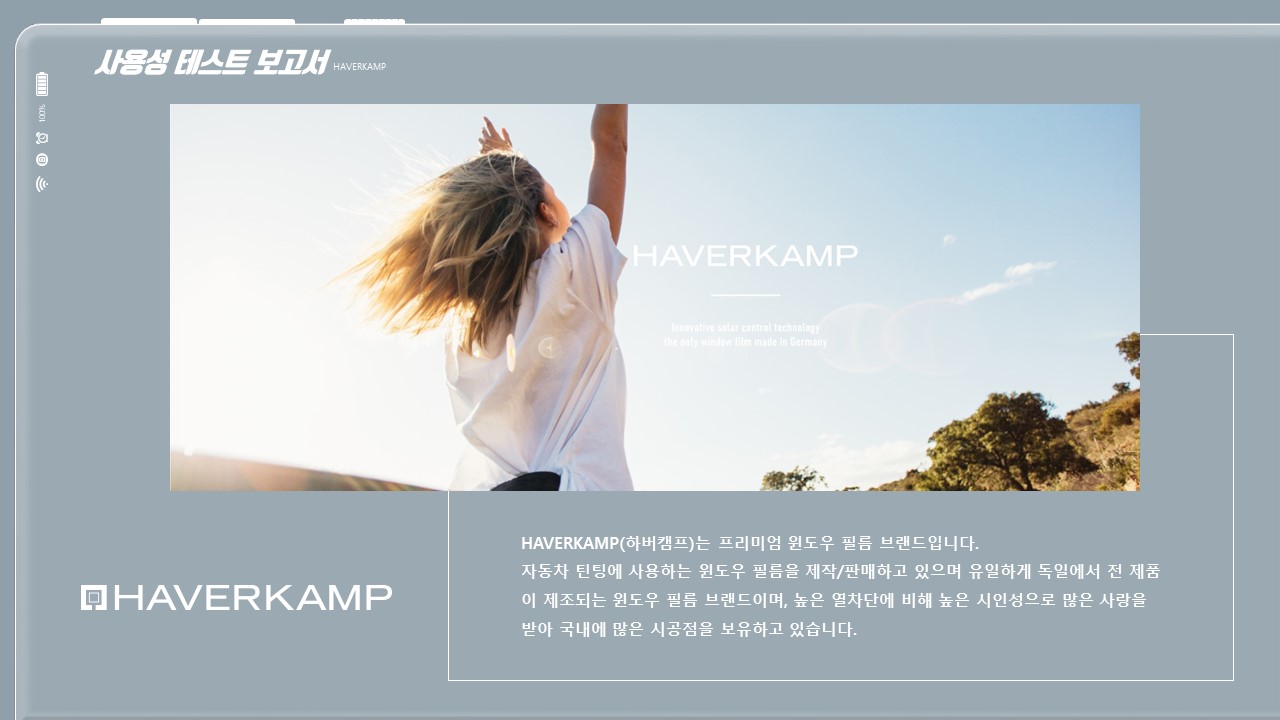 사용성 테스트 보고서 HAVERKAMP
100%
HAVERKAMP
Innovative solar control technology
the only window film made in Germany
HAVERKAMP
HAVERKAMP(하버캠프)는 프리미엄 윈도우 필름 브랜드입니다.
자동차 틴팅에 사용하는 윈도우 필름을 제작/판매하고 있으며 유일하게 독일에서 전 제품
이 제조되는 윈도우 필름 브랜드이며, 높은 열차단에 비해 높은 시인성으로 많은 사랑을
받아 국내에 많은 시공점을 보유하고 있습니다.